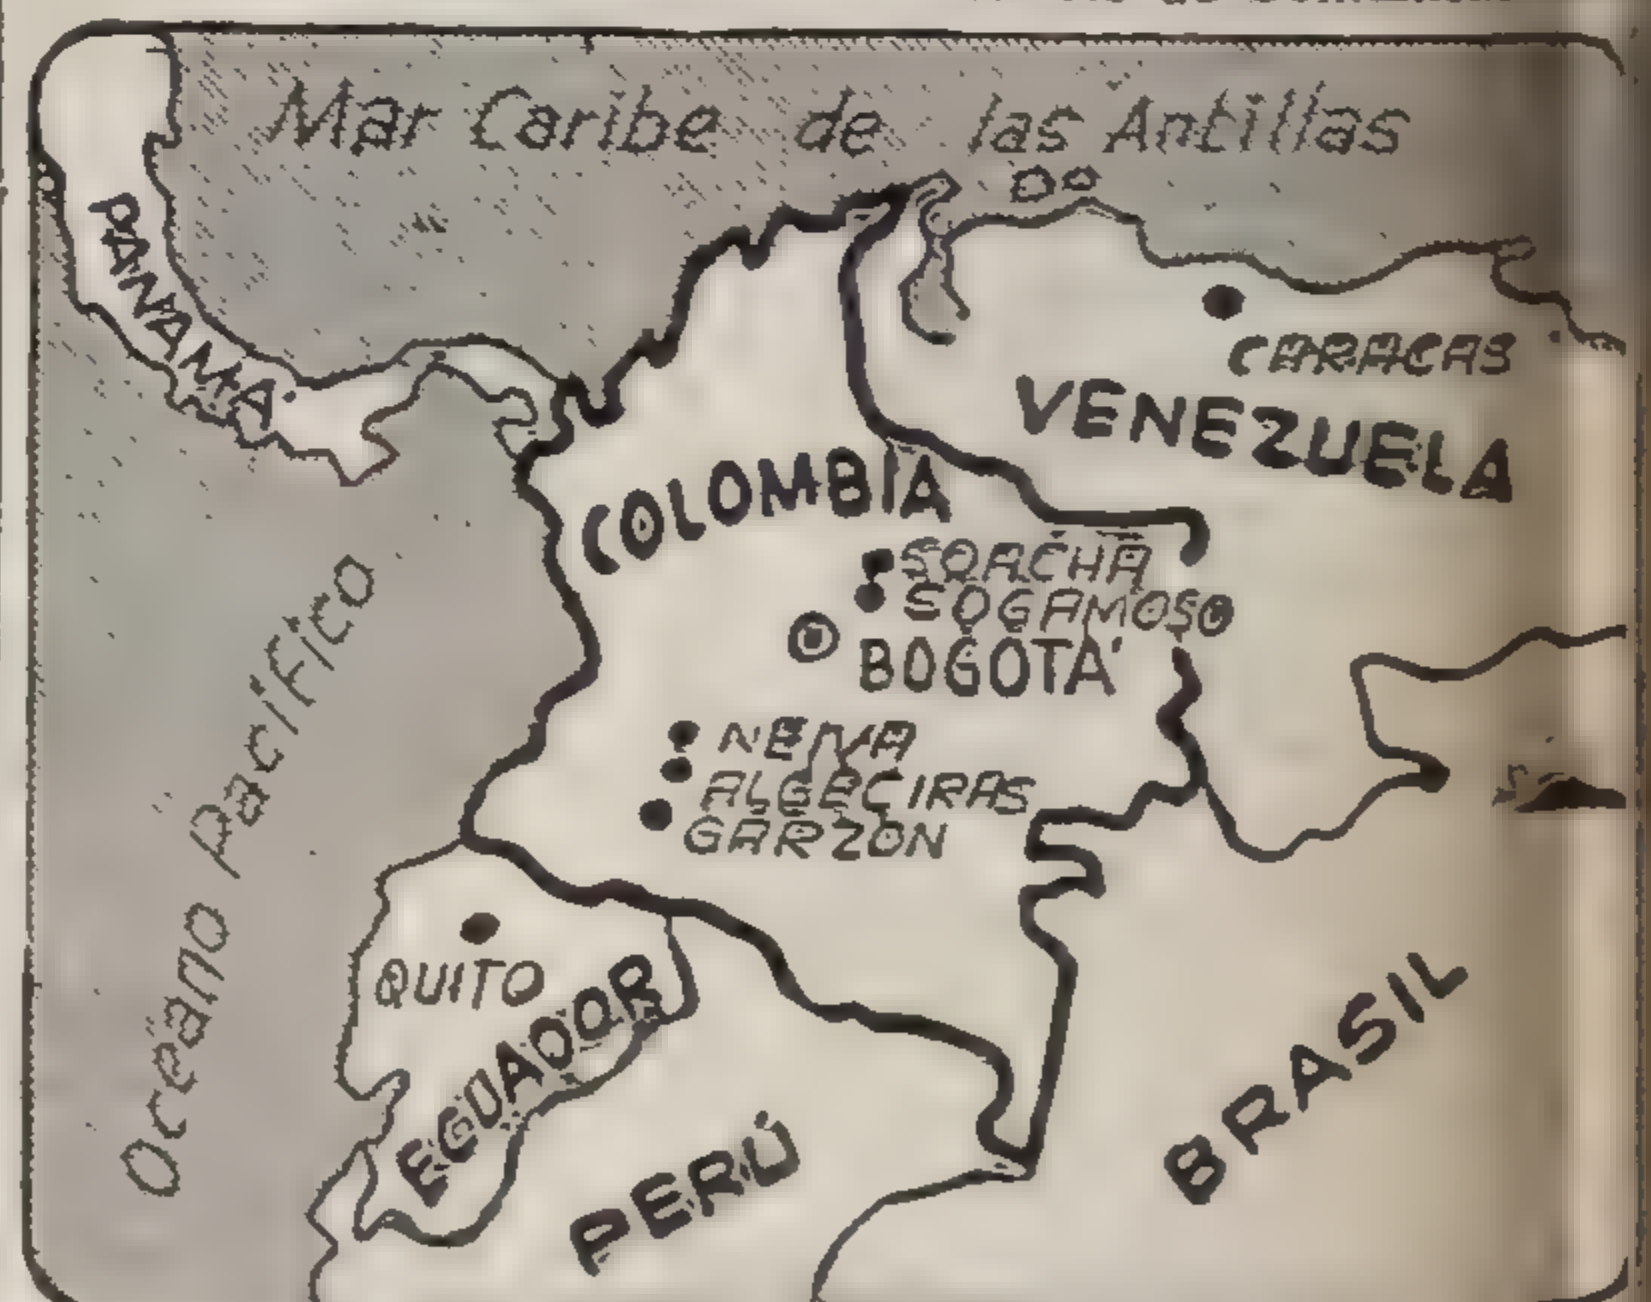 Mar Caribe de las Antillas
PANAMA
CARACAS
VENEZUELA
COLOMBIA
SOACHA
SOGAMOSO
BOGOTA'
Oceano Pacifico
NEIVA
ALGECIRAS
GARZON
QUITO
ECUADOR
BRASIL
PERÚ